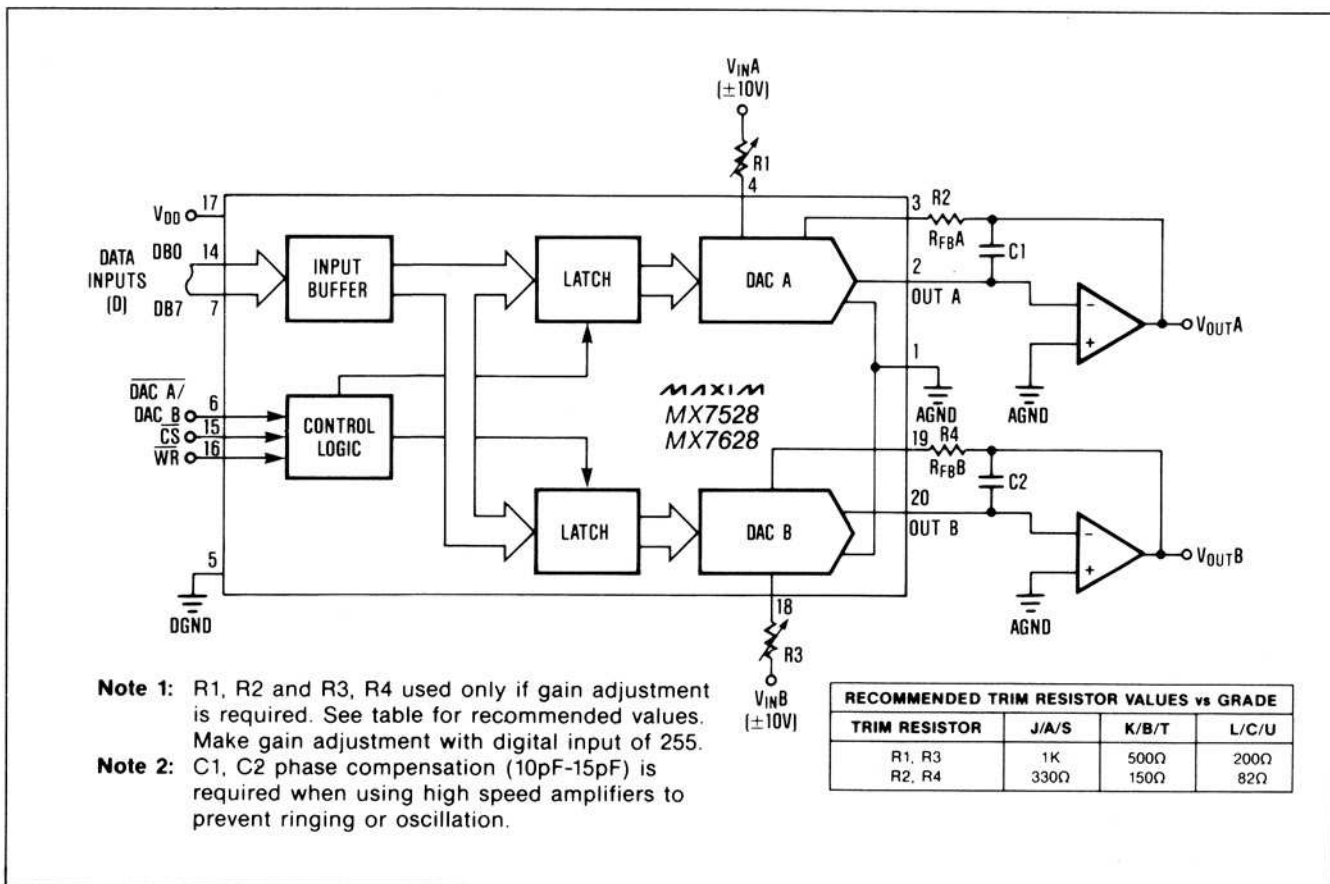 VINA
(±10V)
R1
4
17
VDD
3
R2
RFBA
C1
DATA
INPUTS
(D)
DB0
14
DB7
7
INPUT
BUFFER
LATCH
DAC A
2
OUT A
-
+
VOUTA
1
AGND
AGND
DAC A/
DAC B
6
CS
15
WR
16
CONTROL
LOGIC
MAXIM
MX7528
MX7628
19
R4
RFBB
C2
LATCH
DAC B
20
OUT B
-
+
VOUTB
AGND
5
DGND
18
R3
VINB
(±10V)
Note 1: R1, R2 and R3, R4 used only if gain adjustment
is required. See table for recommended values.
Make gain adjustment with digital input of 255.
Note 2: C1, C2 phase compensation (10pF-15pF) is
required when using high speed amplifiers to
prevent ringing or oscillation.
RECOMMENDED TRIM RESISTOR VALUES vs GRADE
TRIM RESISTOR J/A/S K/B/T L/C/U
R1, R3 1K 500Ω 200Ω
R2, R4 330Ω 150Ω 82Ω